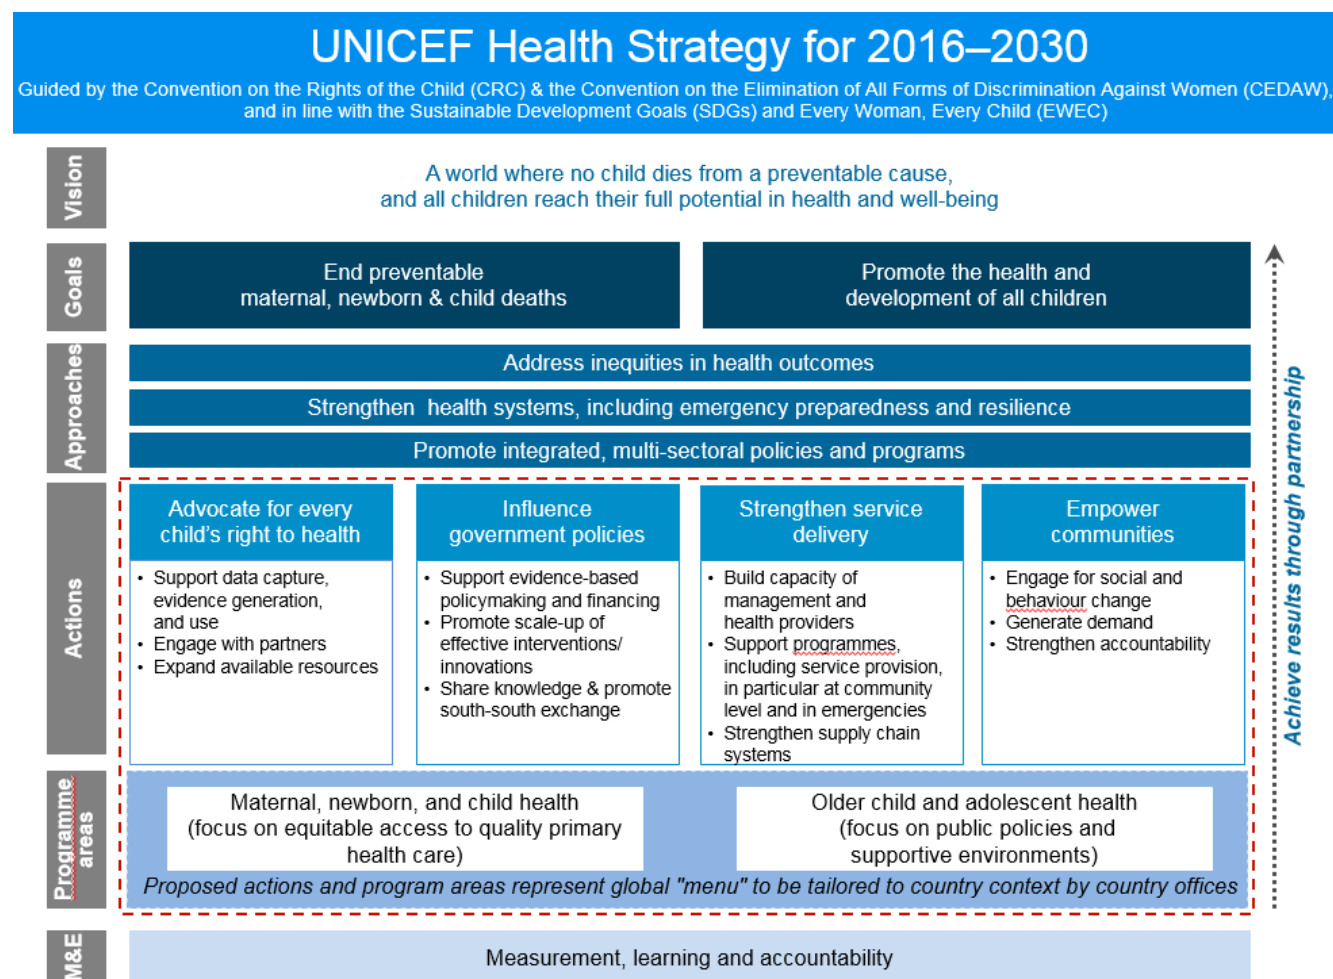 UNICEF Health Strategy for 2016–2030
Guided by the Convention on the Rights of the Child (CRC) & the Convention on the Elimination of All Forms of Discrimination Against Women (CEDAW),
and in line with the Sustainable Development Goals (SDGs) and Every Woman, Every Child (EWEC)
Vision
A world where no child dies from a preventable cause,
and all children reach their full potential in health and well-being
Goals
End preventable
maternal, newborn & child deaths
Promote the health and
development of all children
Approaches
Address inequities in health outcomes
Strengthen health systems, including emergency preparedness and resilience
Promote integrated, multi-sectoral policies and programs
Actions
Advocate for every
child's right to health
• Support data capture,
evidence generation,
and use
• Engage with partners
• Expand available resources
Influence
government policies
• Support evidence-based
policymaking and financing
• Promote scale-up of
effective interventions/
innovations
• Share knowledge & promote
south-south exchange
Strengthen service
delivery
• Build capacity of
management and
health providers
• Support programmes,
including service provision,
in particular at community
level and in emergencies
• Strengthen supply chain
systems
Empower
communities
• Engage for social and
behaviour change
• Generate demand
• Strengthen accountability
Programme
areas
Maternal, newborn, and child health
(focus on equitable access to quality primary
health care)
Older child and adolescent health
(focus on public policies and
supportive environments)
Proposed actions and program areas represent global "menu" to be tailored to country context by country offices
M&E
Measurement, learning and accountability
Achieve results through partnership